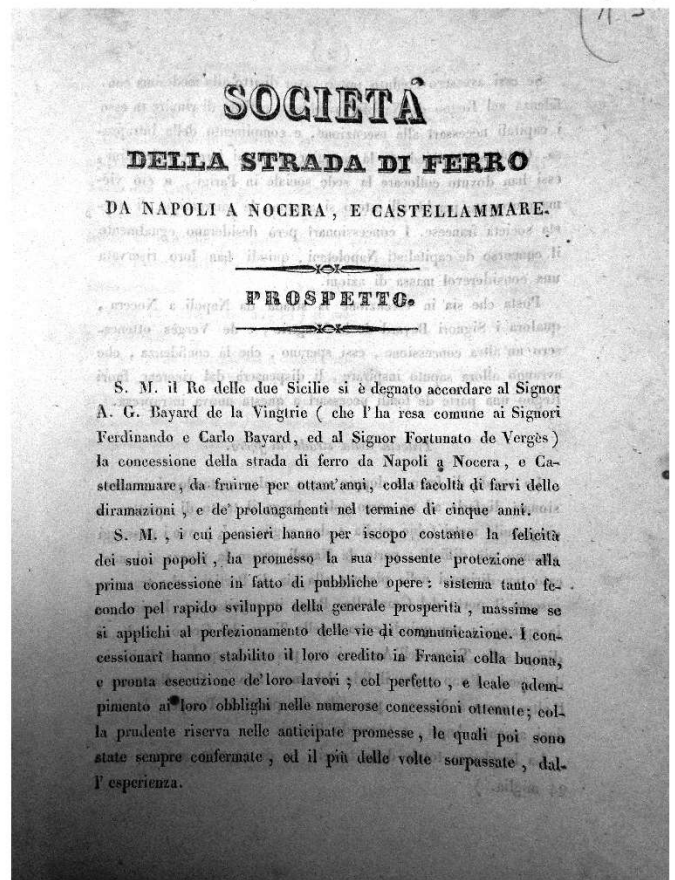 SOCIETÀ
DELLA STRADA DI FERRO
DA NAPOLI A NOCERA, E CASTELLAMMARE.
PROSPETTO.
S. M. il Re delle due Sicilie si è degnato accordare al Signor
A. G. Bayard de la Vingtrie ( che l'ha resa comune ai Signori
Ferdinando e Carlo Bayard, ed al Signor Fortunato de Vergès )
la concessione della strada di ferro da Napoli a Nocera, e Ca-
stellammare, da fruirne per ottant'anni, colla facoltà di farvi delle
diramazioni, e de' prolungamenti nel termine di cinque anni.
S. M., i cui pensieri hanno per iscopo costante la felicità
dei suoi popoli, ha promesso la sua possente protezione alla
prima concessione in fatto di pubbliche opere: sistema tanto fe-
condo pel rapido sviluppo della generale prosperità, massime se
si applichi al perfezionamento delle vie di communicazione. I con-
cessionarî hanno stabilito il loro credito in Francia colla buona,
e pronta esecuzione de' loro lavori; col perfetto, e leale adem-
pimento ai loro obblighi nelle numerose concessioni ottenute; col-
la prudente riserva nelle anticipate promesse, le quali poi sono
state sempre confermate, ed il più delle volte sorpassate, dal-
l' esperienza.